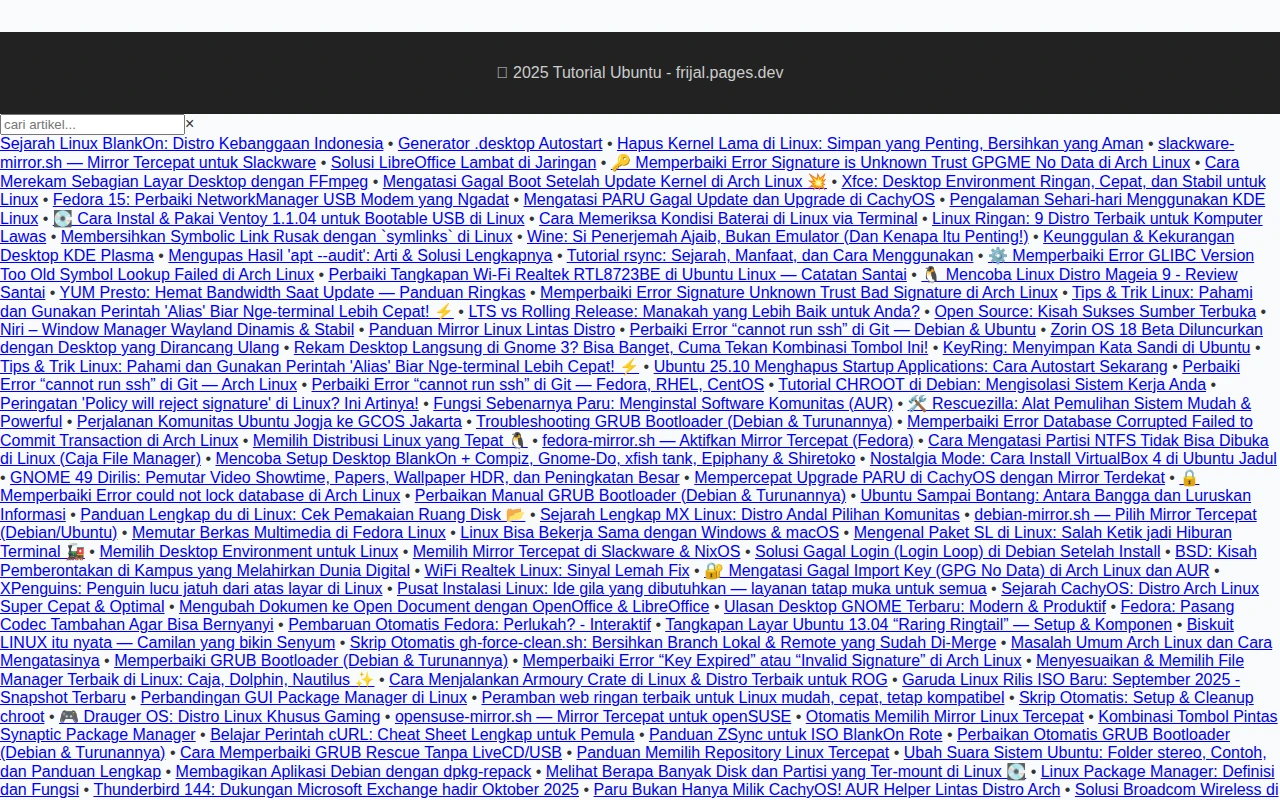 2025 Tutorial Ubuntu - frijal.pages.dev
cari artikel... ×
Sejarah Linux BlankOn: Distro Kebanggaan Indonesia • Generator .desktop Autostart • Hapus Kernel Lama di Linux: Simpan yang Penting, Bersihkan yang Aman • slackware-
mirror.sh — Mirror Tercepat untuk Slackware • Solusi LibreOffice Lambat di Jaringan • 🔑 Memperbaiki Error Signature is Unknown Trust GPGME No Data di Arch Linux • Cara
Merekam Sebagian Layar Desktop dengan FFmpeg • Mengatasi Gagal Boot Setelah Update Kernel di Arch Linux 💥 • Xfce: Desktop Environment Ringan, Cepat, dan Stabil untuk
Linux • Fedora 15: Perbaiki NetworkManager USB Modem yang Ngadat • Mengatasi PARU Gagal Update dan Upgrade di CachyOS • Pengalaman Sehari-hari Menggunakan KDE
Linux • 💽 Cara Instal & Pakai Ventoy 1.1.04 untuk Bootable USB di Linux • Cara Memeriksa Kondisi Baterai di Linux via Terminal • Linux Ringan: 9 Distro Terbaik untuk Komputer
Lawas • Membersihkan Symbolic Link Rusak dengan `symlinks` di Linux • Wine: Si Penerjemah Ajaib, Bukan Emulator (Dan Kenapa Itu Penting!) • Keunggulan & Kekurangan
Desktop KDE Plasma • Mengupas Hasil 'apt --audit': Arti & Solusi Lengkapnya • Tutorial rsync: Sejarah, Manfaat, dan Cara Menggunakan • ⚙️ Memperbaiki Error GLIBC Version
Too Old Symbol Lookup Failed di Arch Linux • Perbaiki Tangkapan Wi-Fi Realtek RTL8723BE di Ubuntu Linux — Catatan Santai • 🐧 Mencoba Linux Distro Mageia 9 - Review
Santai • YUM Presto: Hemat Bandwidth Saat Update — Panduan Ringkas • Memperbaiki Error Signature Unknown Trust Bad Signature di Arch Linux • Tips & Trik Linux: Pahami
dan Gunakan Perintah 'Alias' Biar Nge-terminal Lebih Cepat! ⚡ • LTS vs Rolling Release: Manakah yang Lebih Baik untuk Anda? • Open Source: Kisah Sukses Sumber Terbuka •
Niri – Window Manager Wayland Dinamis & Stabil • Panduan Mirror Linux Lintas Distro • Perbaiki Error “cannot run ssh” di Git — Debian & Ubuntu • Zorin OS 18 Beta Diluncurkan
dengan Desktop yang Dirancang Ulang • Rekam Desktop Langsung di Gnome 3? Bisa Banget, Cuma Tekan Kombinasi Tombol Ini! • KeyRing: Menyimpan Kata Sandi di Ubuntu •
Tips & Trik Linux: Pahami dan Gunakan Perintah 'Alias' Biar Nge-terminal Lebih Cepat! ⚡ • Ubuntu 25.10 Menghapus Startup Applications: Cara Autostart Sekarang • Perbaiki
Error “cannot run ssh” di Git — Arch Linux • Perbaiki Error “cannot run ssh” di Git — Fedora, RHEL, CentOS • Tutorial CHROOT di Debian: Mengisolasi Sistem Kerja Anda •
Peringatan 'Policy will reject signature' di Linux? Ini Artinya! • Fungsi Sebenarnya Paru: Menginstal Software Komunitas (AUR) • 🛠️ Rescuezilla: Alat Pemulihan Sistem Mudah &
Powerful • Perjalanan Komunitas Ubuntu Jogja ke GCOS Jakarta • Troubleshooting GRUB Bootloader (Debian & Turunannya) • Memperbaiki Error Database Corrupted Failed to
Commit Transaction di Arch Linux • Memilih Distribusi Linux yang Tepat 🐧 • fedora-mirror.sh — Aktifkan Mirror Tercepat (Fedora) • Cara Mengatasi Partisi NTFS Tidak Bisa Dibuka
di Linux (Caja File Manager) • Mencoba Setup Desktop BlankOn + Compiz, Gnome-Do, xfish tank, Epiphany & Shiretoko • Nostalgia Mode: Cara Install VirtualBox 4 di Ubuntu Jadul
• GNOME 49 Dirilis: Pemutar Video Showtime, Papers, Wallpaper HDR, dan Peningkatan Besar • Mempercepat Upgrade PARU di CachyOS dengan Mirror Terdekat • 🔒
Memperbaiki Error could not lock database di Arch Linux • Perbaikan Manual GRUB Bootloader (Debian & Turunannya) • Ubuntu Sampai Bontang: Antara Bangga dan Luruskan
Informasi • Panduan Lengkap du di Linux: Cek Pemakaian Ruang Disk 📂 • Sejarah Lengkap MX Linux: Distro Andal Pilihan Komunitas • debian-mirror.sh — Pilih Mirror Tercepat
(Debian/Ubuntu) • Memutar Berkas Multimedia di Fedora Linux • Linux Bisa Bekerja Sama dengan Windows & macOS • Mengenal Paket SL di Linux: Salah Ketik jadi Hiburan
Terminal 🚂 • Memilih Desktop Environment untuk Linux • Memilih Mirror Tercepat di Slackware & NixOS • Solusi Gagal Login (Login Loop) di Debian Setelah Install • BSD: Kisah
Pemberontakan di Kampus yang Melahirkan Dunia Digital • WiFi Realtek Linux: Sinyal Lemah Fix • 🔐 Mengatasi Gagal Import Key (GPG No Data) di Arch Linux dan AUR •
XPenguins: Penguin lucu jatuh dari atas layar di Linux • Pusat Instalasi Linux: Ide gila yang dibutuhkan — layanan tatap muka untuk semua • Sejarah CachyOS: Distro Arch Linux
Super Cepat & Optimal • Mengubah Dokumen ke Open Document dengan OpenOffice & LibreOffice • Ulasan Desktop GNOME Terbaru: Modern & Produktif • Fedora: Pasang
Codec Tambahan Agar Bisa Bernyanyi • Pembaruan Otomatis Fedora: Perlukah? - Interaktif • Tangkapan Layar Ubuntu 13.04 “Raring Ringtail” — Setup & Komponen • Biskuit
LINUX itu nyata — Camilan yang bikin Senyum • Skrip Otomatis gh-force-clean.sh: Bersihkan Branch Lokal & Remote yang Sudah Di-Merge • Masalah Umum Arch Linux dan Cara
Mengatasinya • Memperbaiki GRUB Bootloader (Debian & Turunannya) • Memperbaiki Error “Key Expired” atau “Invalid Signature” di Arch Linux • Menyesuaikan & Memilih File
Manager Terbaik di Linux: Caja, Dolphin, Nautilus ✨ • Cara Menjalankan Armoury Crate di Linux & Distro Terbaik untuk ROG • Garuda Linux Rilis ISO Baru: September 2025 -
Snapshot Terbaru • Perbandingan GUI Package Manager di Linux • Peramban web ringan terbaik untuk Linux mudah, cepat, tetap kompatibel • Skrip Otomatis: Setup & Cleanup
chroot • 🎮 Drauger OS: Distro Linux Khusus Gaming • opensuse-mirror.sh — Mirror Tercepat untuk openSUSE • Otomatis Memilih Mirror Linux Tercepat • Kombinasi Tombol Pintas
Synaptic Package Manager • Belajar Perintah cURL: Cheat Sheet Lengkap untuk Pemula • Panduan ZSync untuk ISO BlankOn Rote • Perbaikan Otomatis GRUB Bootloader
(Debian & Turunannya) • Cara Memperbaiki GRUB Rescue Tanpa LiveCD/USB • Panduan Memilih Repository Linux Tercepat • Ubah Suara Sistem Ubuntu: Folder stereo, Contoh,
dan Panduan Lengkap • Membagikan Aplikasi Debian dengan dpkg-repack • Melihat Berapa Banyak Disk dan Partisi yang Ter-mount di Linux 💽 • Linux Package Manager: Definisi
dan Fungsi • Thunderbird 144: Dukungan Microsoft Exchange hadir Oktober 2025 • Paru Bukan Hanya Milik CachyOS! AUR Helper Lintas Distro Arch • Solusi Broadcom Wireless di